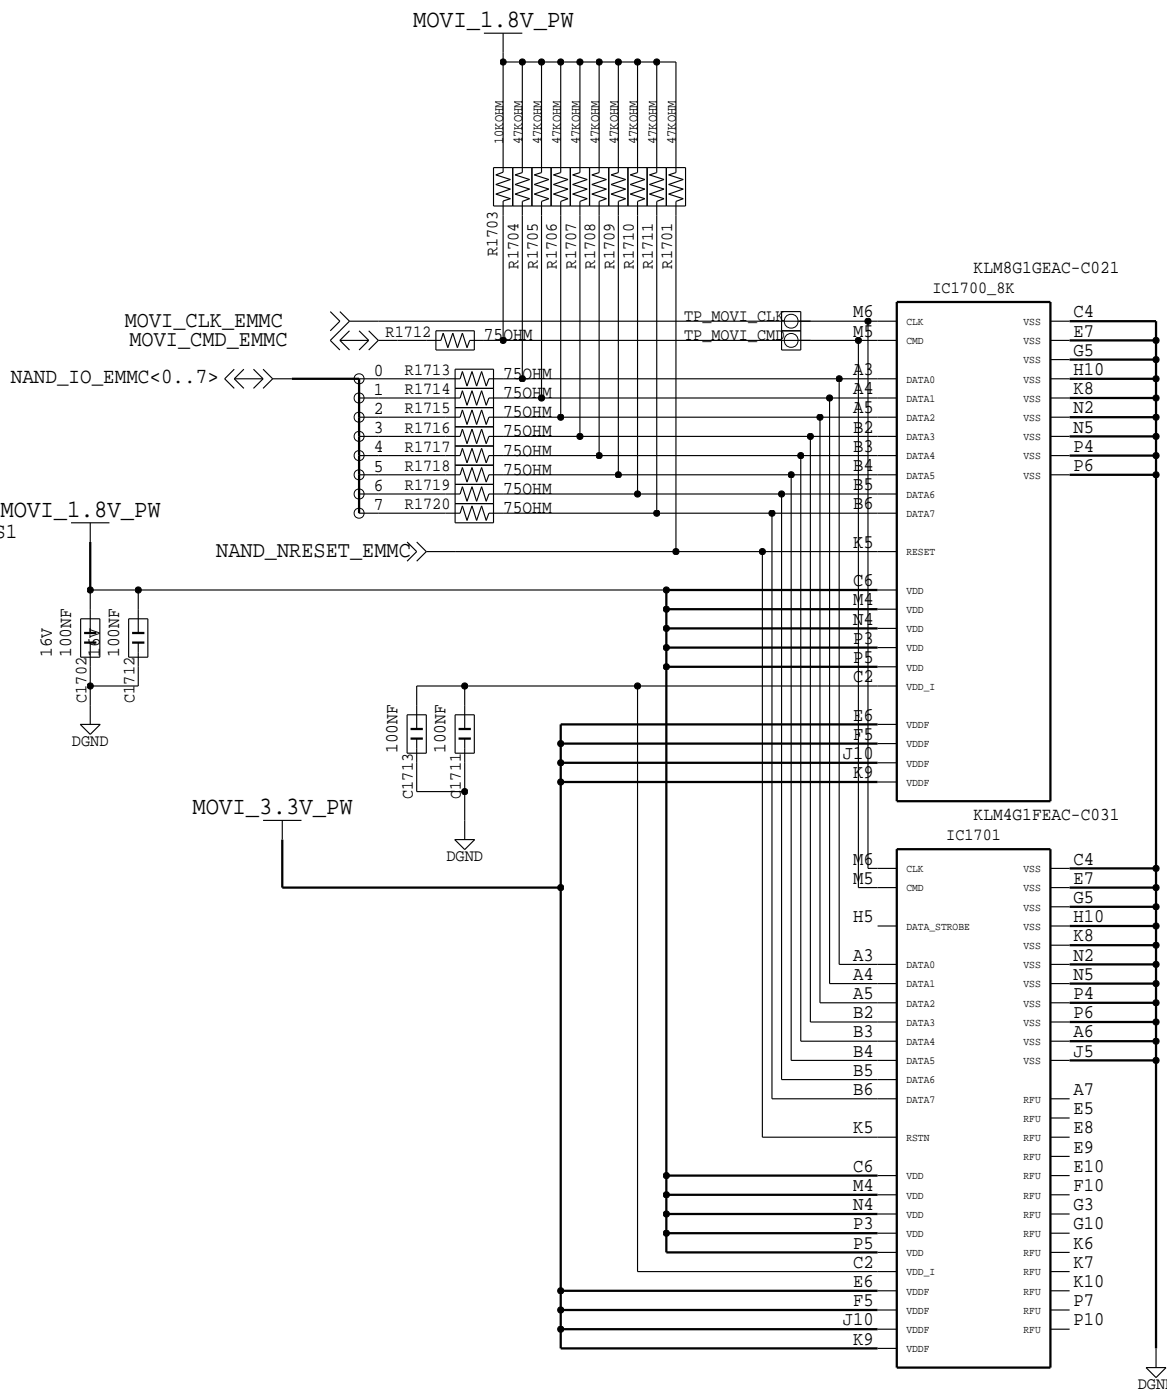 MOVI_1.8V_PW
10KOHM
47KOHM
47KOHM
47KOHM
47KOHM
47KOHM
47KOHM
47KOHM
47KOHM
47KOHM
R1703
R1704
R1705
R1706
R1707
R1708
R1709
R1710
R1711
R1701
KLM8G1GEAC-C021
IC1700_8K
MOVI_CLK_EMMC
TP_MOVI_CLK
M6
CLK
VSS
C4
MOVI_CMD_EMMC
R1712
75OHM
TP_MOVI_CMD
M5
CMD
VSS
E7
VSS
G5
NAND_IO_EMMC<0..7>
0
R1713
75OHM
A3
DATA0
VSS
H10
1
R1714
75OHM
A4
DATA1
VSS
K8
2
R1715
75OHM
A5
DATA2
VSS
N2
3
R1716
75OHM
B2
DATA3
VSS
N5
4
R1717
75OHM
B3
DATA4
VSS
P4
5
R1718
75OHM
B4
DATA5
VSS
P6
6
R1719
75OHM
B5
DATA6
7
R1720
75OHM
B6
DATA7
MOVI_1.8V_PW
S1
NAND_NRESET_EMMC
K5
RESET
C6
VDD
M4
VDD
N4
VDD
P3
VDD
P5
VDD
C2
VDD_I
16V
100NF
C1702
16V
100NF
C1712
DGND
E6
VDDF
F5
VDDF
J10
VDDF
K9
VDDF
100NF
C1713
100NF
C1711
DGND
MOVI_3.3V_PW
KLM4G1FEAC-C031
IC1701
M6
CLK
VSS
C4
M5
CMD
VSS
E7
VSS
G5
H5
DATA_STROBE
VSS
H10
VSS
K8
A3
DATA0
VSS
N2
A4
DATA1
VSS
N5
A5
DATA2
VSS
P4
B2
DATA3
VSS
P6
B3
DATA4
VSS
A6
B4
DATA5
VSS
J5
B5
DATA6
B6
DATA7
RFU
A7
RFU
E5
K5
RSTN
RFU
E8
RFU
E9
C6
VDD
RFU
E10
M4
VDD
RFU
F10
N4
VDD
RFU
G3
P3
VDD
RFU
G10
P5
VDD
RFU
K6
C2
VDD_I
RFU
K7
E6
VDDF
RFU
K10
F5
VDDF
RFU
P7
J10
VDDF
RFU
P10
K9
VDDF